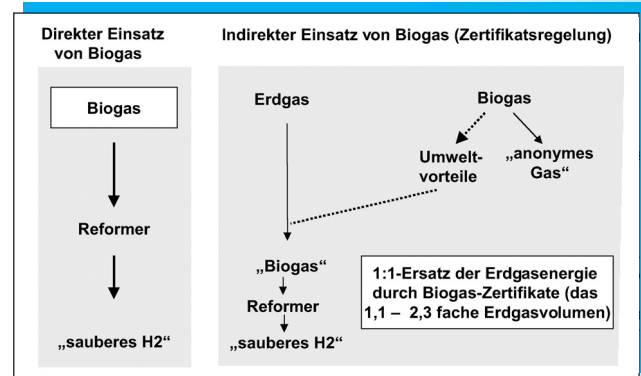 Direkter Einsatz
von Biogas
Biogas
Reformer
„sauberes H2“
Indirekter Einsatz von Biogas (Zertifikatsregelung)
Erdgas
Biogas
Umwelt-
vorteile
„anonymes
Gas“
„Biogas“
Reformer
„sauberes H2“
1:1-Ersatz der Erdgasenergie
durch Biogas-Zertifikate (das
1,1 – 2,3 fache Erdgasvolumen)